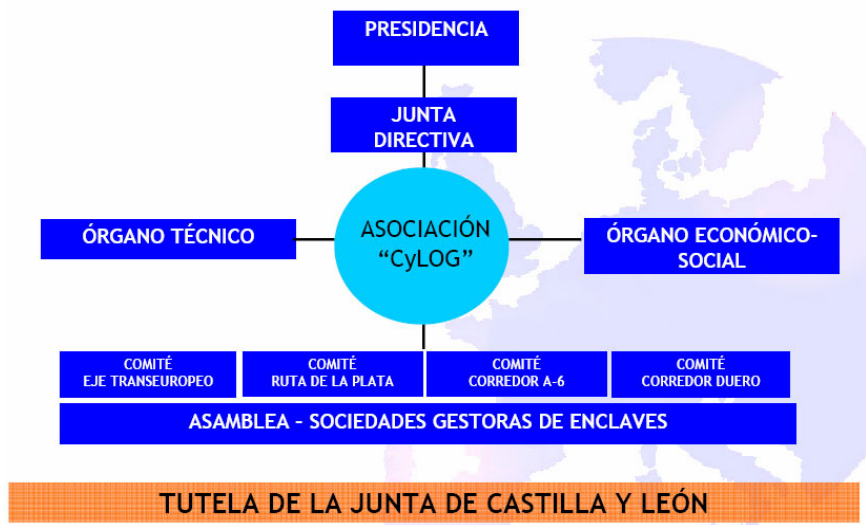 PRESIDENCIA
JUNTA
DIRECTIVA
ÓRGANO TÉCNICO
ASOCIACIÓN
“CyLOG”
ÓRGANO ECONÓMICO-
SOCIAL
COMITÉ
EJE TRANSEUROPEO
COMITÉ
RUTA DE LA PLATA
COMITÉ
CORREDOR A-6
COMITÉ
CORREDOR DUERO
ASAMBLEA – SOCIEDADES GESTORAS DE ENCLAVES
TUTELA DE LA JUNTA DE CASTILLA Y LEÓN